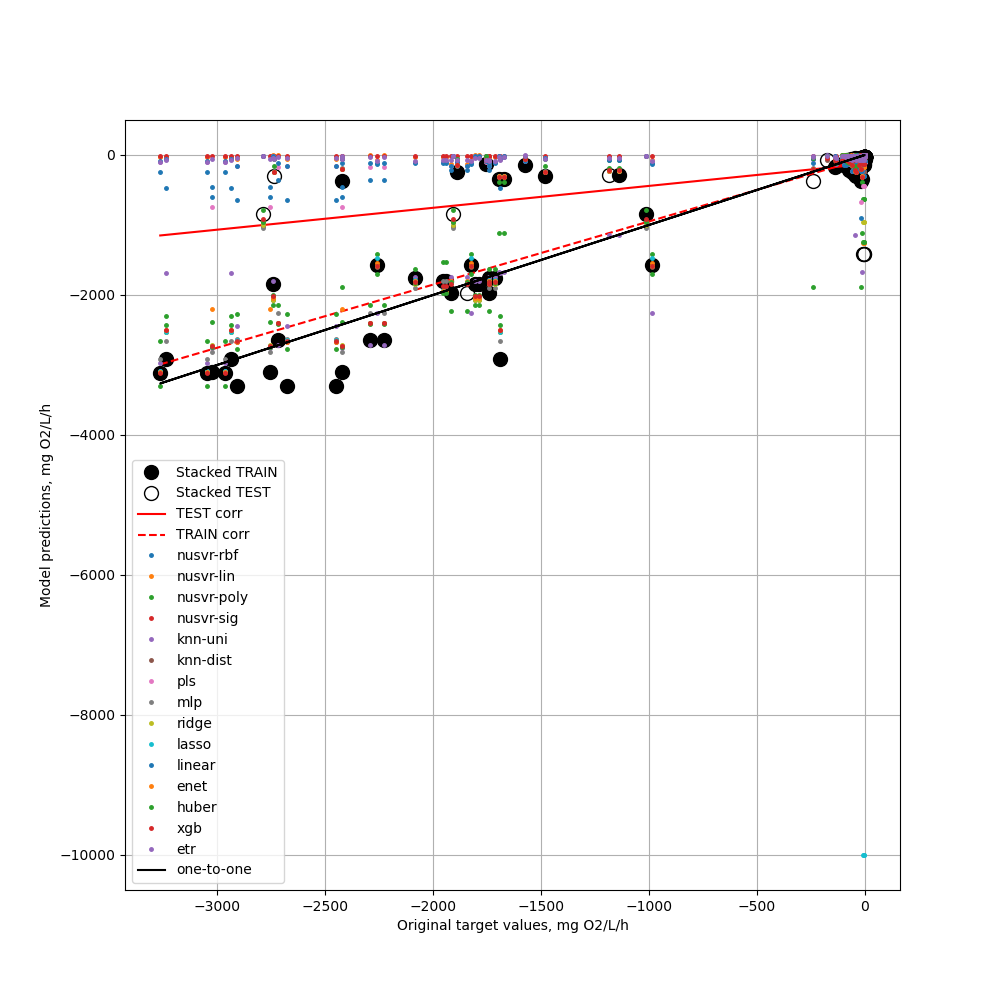 0
−2000
−4000
−6000
−8000
−10000
Model predictions, mg O2/L/h
Stacked TRAIN
Stacked TEST
TEST corr
TRAIN corr
nusvr-rbf
nusvr-lin
nusvr-poly
nusvr-sig
knn-uni
knn-dist
pls
mlp
ridge
lasso
linear
enet
huber
xgb
etr
one-to-one
−3000 −2500 −2000 −1500 −1000 −500 0
Original target values, mg O2/L/h